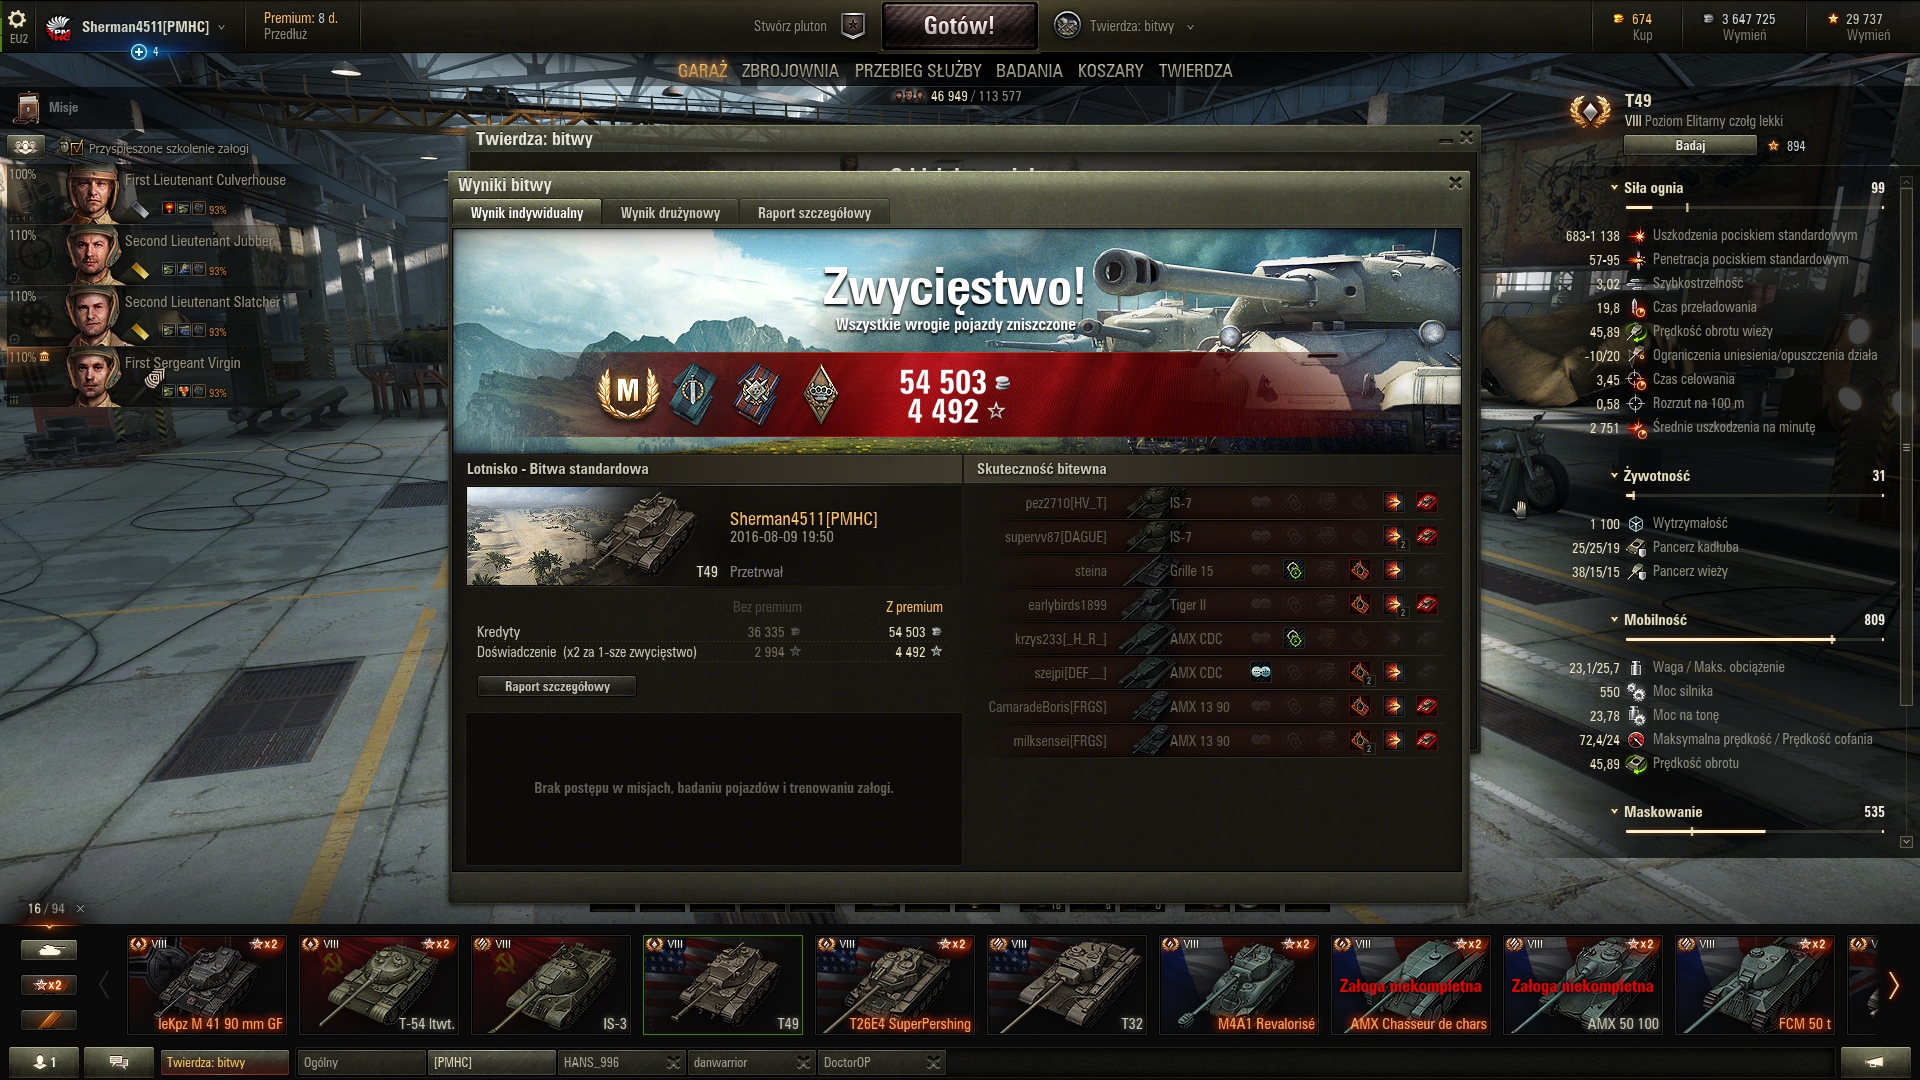 EU2
Sherman4511[PMHC]
4
Premium: 8 d.
Przedłuż
Stwórz pluton
Gotów!
Twierdza: bitwy
674
Kup
3 647 725
Wymień
29 737
Wymień
GARAŻ ZBROJOWNIA PRZEBIEG SŁUŻBY BADANIA KOSZARY TWIERDZA
46 949 / 113 577
Misje
Przyspieszone szkolenie załogi
100%
First Lieutenant Culverhouse
93%
110%
Second Lieutenant Jubber
93%
110%
Second Lieutenant Slatcher
93%
110%
First Sergeant Virgin
93%
Twierdza: bitwy
Wyniki bitwy
Wynik indywidualny
Wynik drużynowy
Raport szczegółowy
Zwycięstwo!
Wszystkie wrogie pojazdy zniszczone
M
54 503
4 492
Lotnisko - Bitwa standardowa
Sherman4511[PMHC]
2016-08-09 19:50
T49 Przetrwał
Bez premium Z premium
Kredyty 36 335 54 503
Doświadczenie (x2 za 1-sze zwycięstwo) 2 994 4 492
Raport szczegółowy
Brak postępu w misjach, badaniu pojazdów i trenowaniu załogi.
Skuteczność bitewna
pez2710[HV_T] IS-7
supervv87[DAGUE] IS-7 2
steina Grille 15
earlybirds1899 Tiger II 2
krzys233[_H_R_] AMX CDC
szejpi[DEF__] AMX CDC 2
CamaradeBoris[FRGS] AMX 13 90
milksensei[FRGS] AMX 13 90 2
T49
VIII Poziom Elitarny czołg lekki
Badaj
894
Siła ognia 99
683-1 138 Uszkodzenia pociskiem standardowym
57-95 Penetracja pociskiem standardowym
3,02 Szybkostrzelność
19,8 Czas przeładowania
45,89 Prędkość obrotu wieży
-10/20 Ograniczenia uniesienia/opuszczenia działa
3,45 Czas celowania
0,58 Rozrzut na 100 m
2 751 Średnie uszkodzenia na minutę
Żywotność 31
1 100 Wytrzymałość
25/25/19 Pancerz kadłuba
38/15/15 Pancerz wieży
Mobilność 809
23,1/25,7 Waga / Maks. obciążenie
550 Moc silnika
23,78 Moc na tonę
72,4/24 Maksymalna prędkość / Prędkość cofania
45,89 Prędkość obrotu
Maskowanie 535
16 / 94
x2
VIII x2
leKpz M 41 90 mm GF
VIII x2
T-54 ltwt.
VIII
IS-3
VIII
T49
VIII x2
T26E4 SuperPershing
VIII
T32
VIII x2
M4A1 Revalorisé
VIII x2
Załoga niekompletna
AMX Chasseur de chars
VIII x2
Załoga niekompletna
AMX 50 100
VIII x2
FCM 50 t
1
Twierdza: bitwy
Ogólny
[PMHC]
HANS_996
danwarrior
DoctorOP